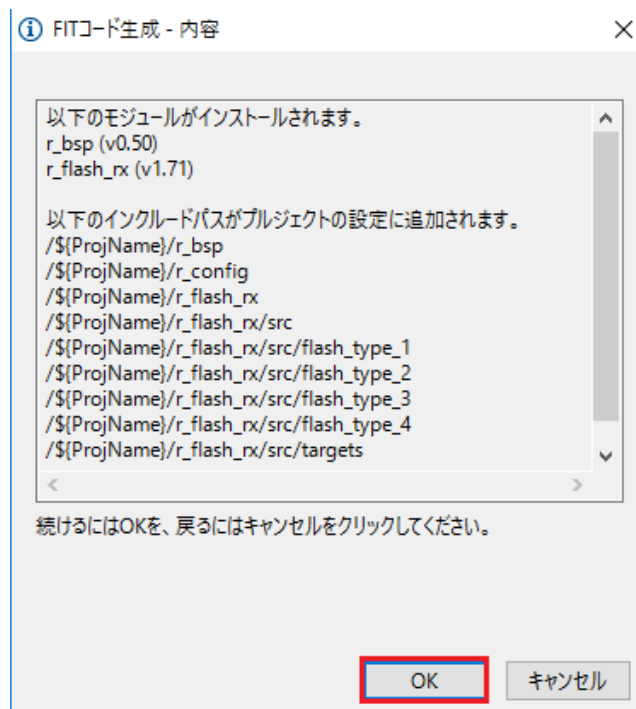 FITコード生成 - 内容
以下のモジュールがインストールされます。
r_bsp (v0.50)
r_flash_rx (v1.71)
以下のインクルードパスがプルジェクトの設定に追加されます。
/${ProjName}/r_bsp
/${ProjName}/r_config
/${ProjName}/r_flash_rx
/${ProjName}/r_flash_rx/src
/${ProjName}/r_flash_rx/src/flash_type_1
/${ProjName}/r_flash_rx/src/flash_type_2
/${ProjName}/r_flash_rx/src/flash_type_3
/${ProjName}/r_flash_rx/src/flash_type_4
/${ProjName}/r_flash_rx/src/targets
続けるにはOKを、戻るにはキャンセルをクリックしてください。
OK
キャンセル